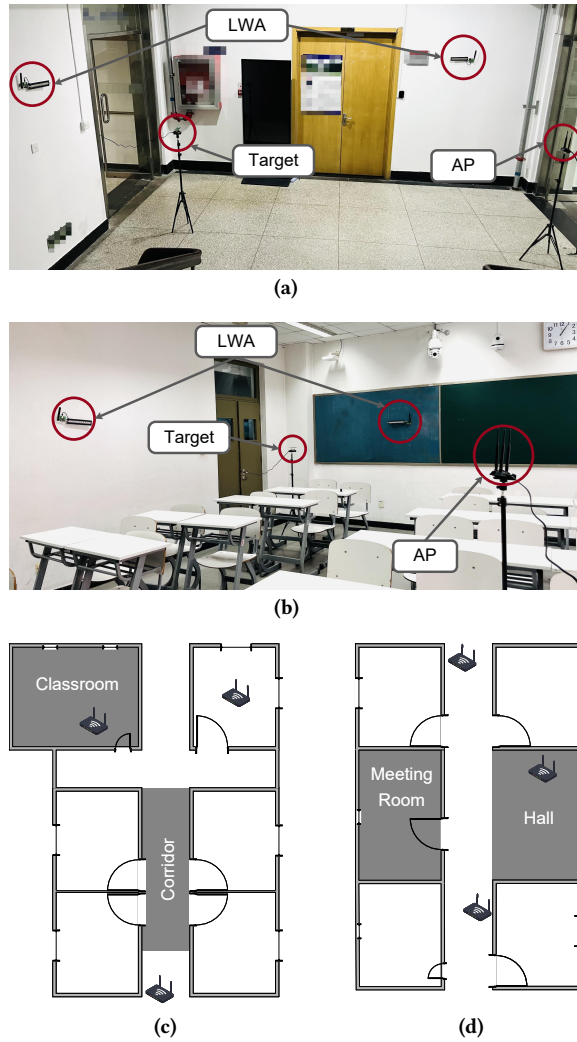 LWA
Target
AP
(a)
LWA
Target
AP
(b)
Classroom
Corridor
(c)
Meeting
Room
Hall
(d)